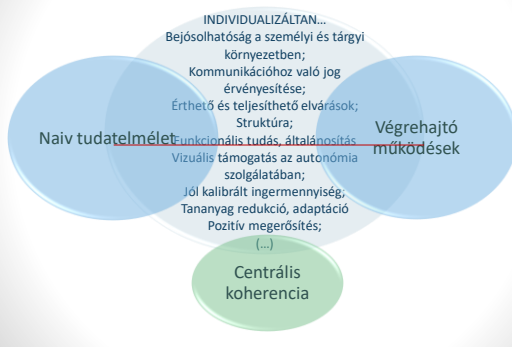 INDIVIDUALIZÁLTAN…
Bejósolhatóság a személyi és tárgyi
környezetben;
Kommunikációhoz való jog
érvényesítése;
Érthető és teljesíthető elvárások;
Struktúra;
Funkcionális tudás, általánosítás
Vizuális támogatás az autonómia
szolgálatában;
Jól kalibrált ingermennyiség;
Tananyag redukció, adaptáció
Pozitív megerősítés;
(…)
Naiv tudatelmélet
Végrehajtó
működések
Centrális
koherencia